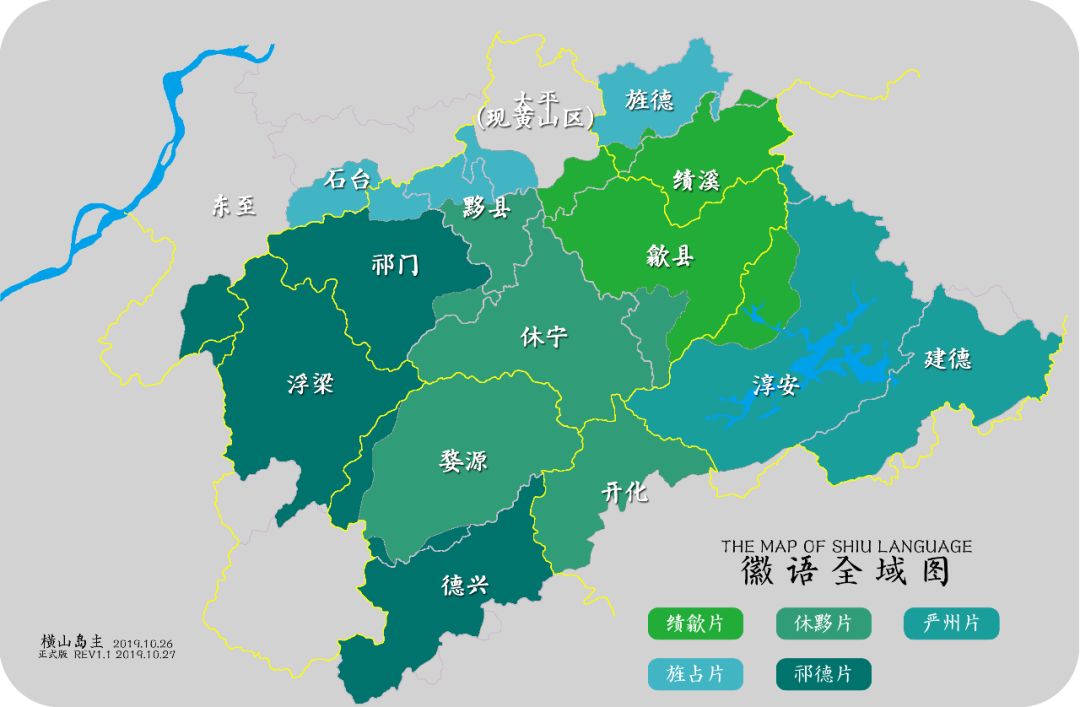 太平
(现黄山区)
旌德
石台
绩溪
东至
黟县
歙县
祁门
休宁
建德
浮梁
淳安
婺源
开化
THE MAP OF SHIU LANGUAGE
徽语全域图
德兴
绩歙片
休黟片
严州片
旌占片
祁德片
横山岛主 2019.10.26
正式版 REV1.1 2019.10.27